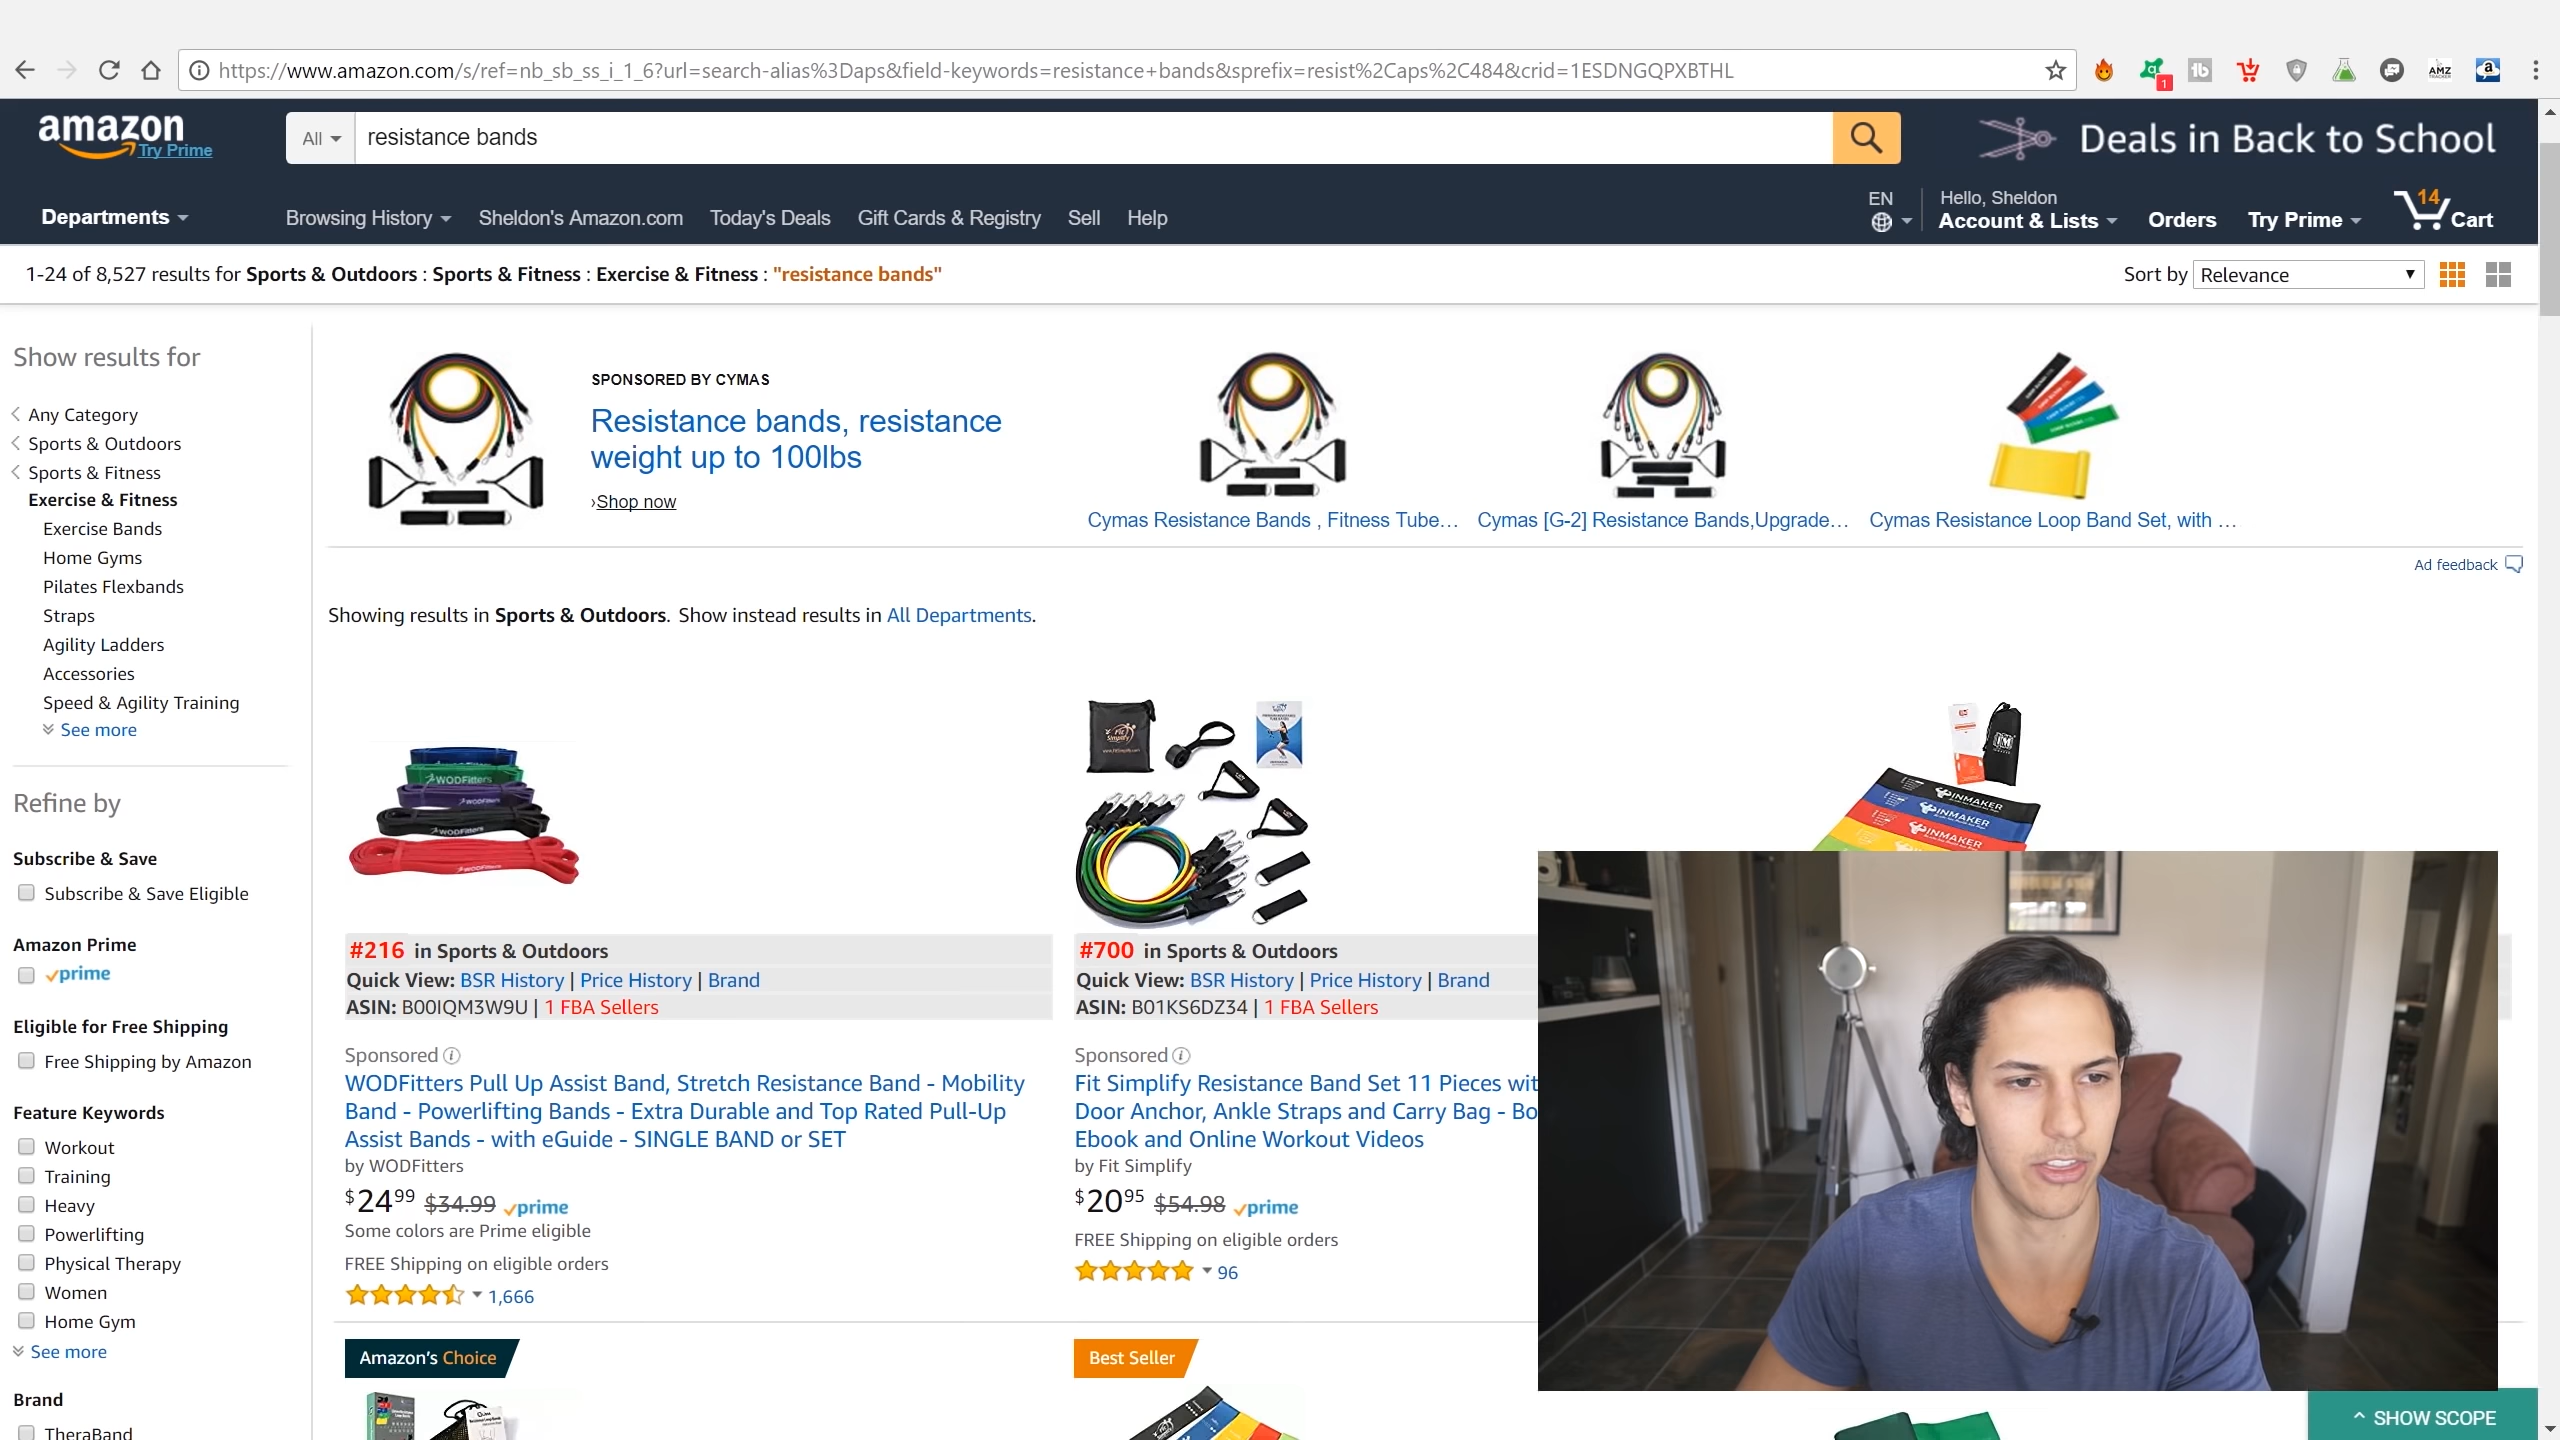 https://www.amazon.com/s/ref=nb_sb_ss_i_1_6?url=search-alias%3Daps&field-keywords=resistance+bands&sprefix=resist%2Caps%2C484&crid=1ESDNGQPXBTHL
1
AMZ
TRACKER
amazon
Try Prime
All
resistance bands
Deals in Back to School
Departments
Browsing History
Sheldon's Amazon.com
Today's Deals
Gift Cards & Registry
Sell
Help
EN
Hello, Sheldon
Account & Lists
Orders
Try Prime
14
Cart
1-24 of 8,527 results for Sports & Outdoors : Sports & Fitness : Exercise & Fitness : "resistance bands"
Sort by Relevance
Show results for
Any Category
Sports & Outdoors
Sports & Fitness
Exercise & Fitness
Exercise Bands
Home Gyms
Pilates Flexbands
Straps
Agility Ladders
Accessories
Speed & Agility Training
See more
Refine by
Subscribe & Save
Subscribe & Save Eligible
Amazon Prime
prime
Eligible for Free Shipping
Free Shipping by Amazon
Feature Keywords
Workout
Training
Heavy
Powerlifting
Physical Therapy
Women
Home Gym
See more
Brand
TheraBand
SPONSORED BY CYMAS
Resistance bands, resistance
weight up to 100lbs
›Shop now
Cymas Resistance Bands , Fitness Tube…
Cymas [G-2] Resistance Bands,Upgrade…
Cymas Resistance Loop Band Set, with …
Ad feedback
Showing results in Sports & Outdoors. Show instead results in All Departments.
WODFitters
WODFitters
WODFitters
WODFitters
Fit
Simplify
INMAKER
INMAKER
INMAKER
#216 in Sports & Outdoors
Quick View: BSR History | Price History | Brand
ASIN: B00IQM3W9U | 1 FBA Sellers
Sponsored
WODFitters Pull Up Assist Band, Stretch Resistance Band - Mobility
Band - Powerlifting Bands - Extra Durable and Top Rated Pull-Up
Assist Bands - with eGuide - SINGLE BAND or SET
by WODFitters
$24 99 $34.99 prime
Some colors are Prime eligible
FREE Shipping on eligible orders
1,666
#700 in Sports & Outdoors
Quick View: BSR History | Price History | Brand
ASIN: B01KS6DZ34 | 1 FBA Sellers
Sponsored
Fit Simplify Resistance Band Set 11 Pieces wit
Door Anchor, Ankle Straps and Carry Bag - Bo
Ebook and Online Workout Videos
by Fit Simplify
$20 95 $54.98 prime
FREE Shipping on eligible orders
96
Amazon's Choice
Best Seller
SHOW SCOPE